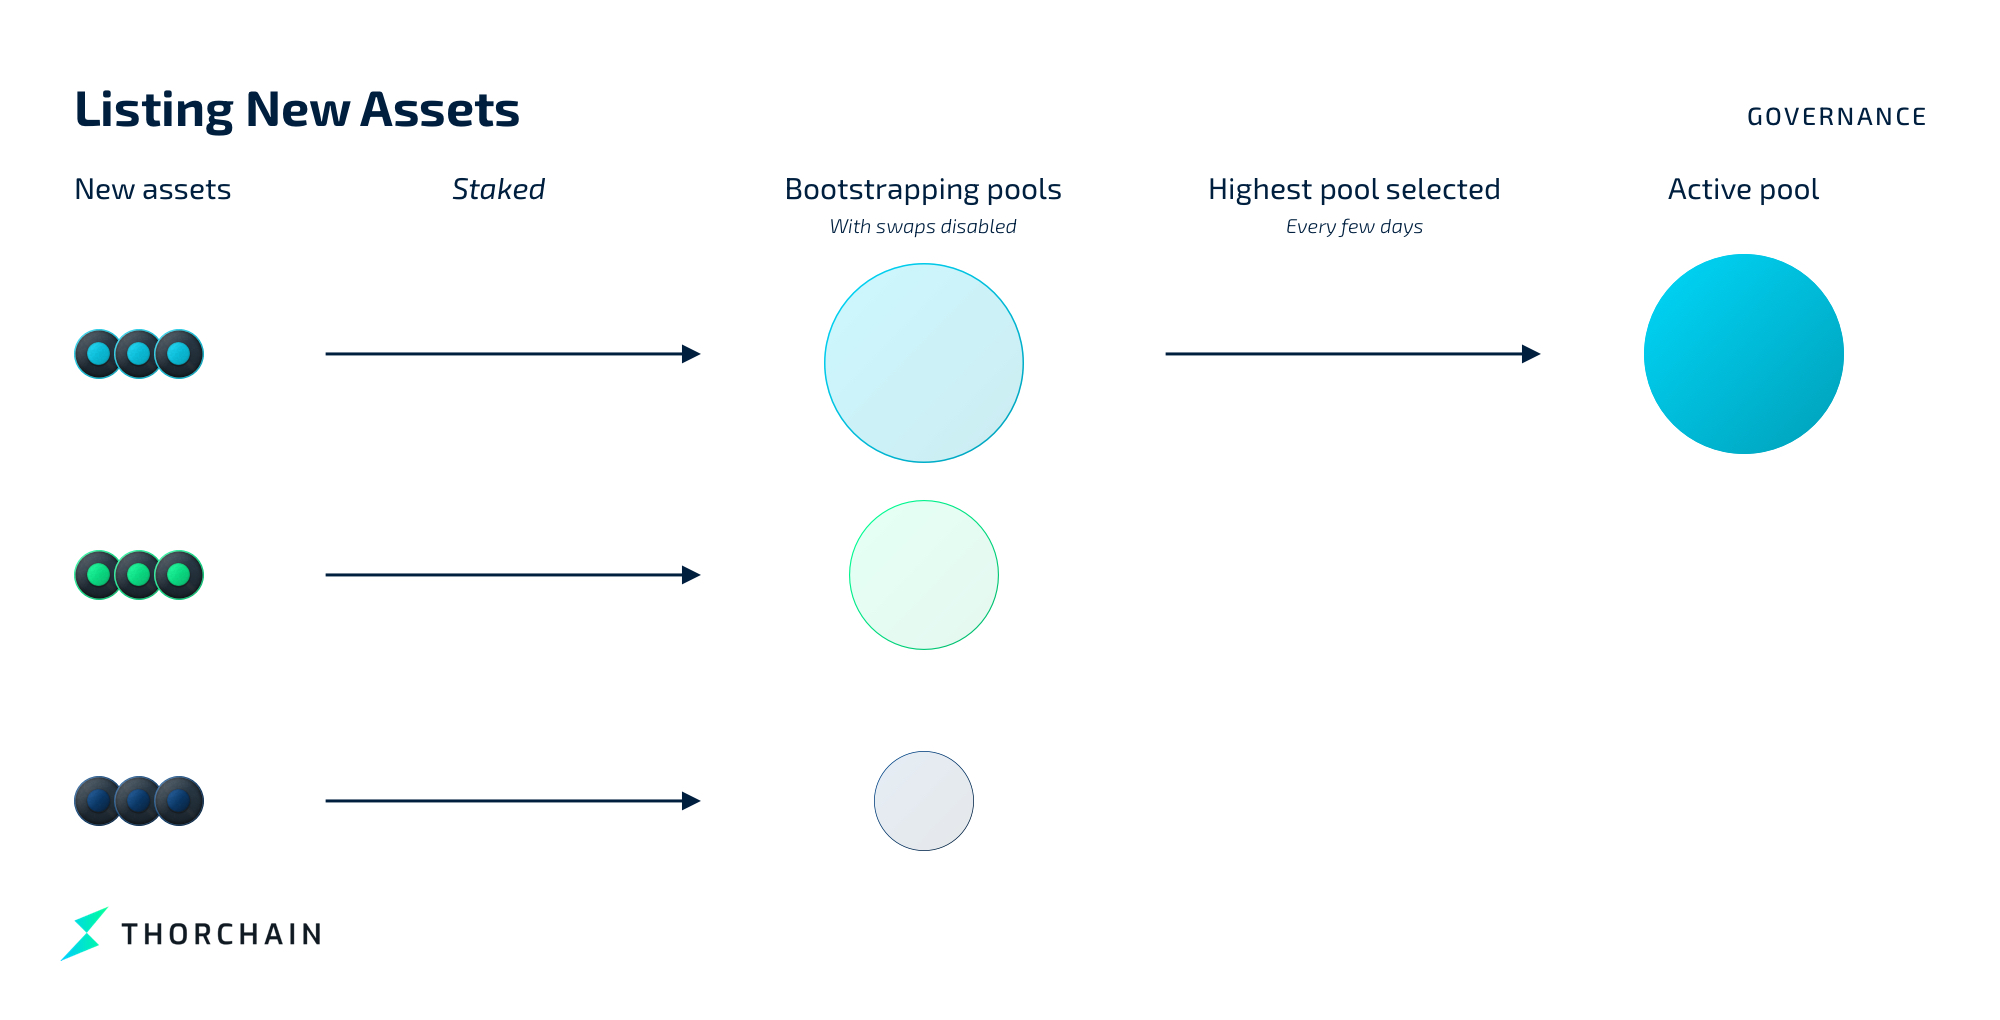 Listing New Assets
GOVERNANCE
New assets
Staked
Bootstrapping pools
With swaps disabled
Highest pool selected
Every few days
Active pool
THORCHAIN